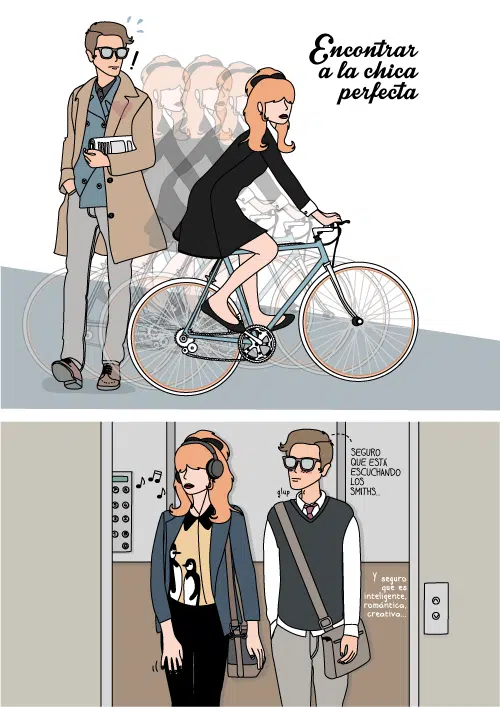 Encontrar
a la chica
perfecta
!
SEGURO
QUE ESTÁ
ESCUCHANDO
LOS
SMITHS...
glup
Y seguro
que es
inteligente,
romántica,
creativa...